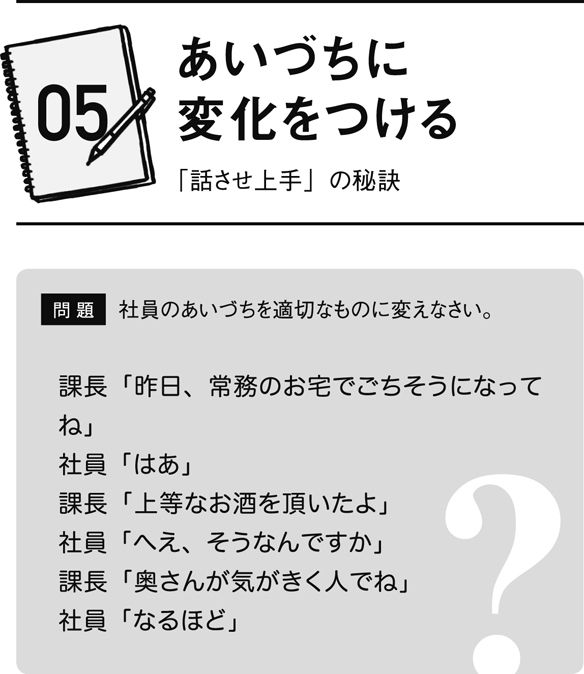 05
あいづちに
変化をつける
「話させ上手」の秘訣
問題 社員のあいづちを適切なものに変えなさい。
課長「昨日、常務のお宅でごちそうになって
ね」
社員「はあ」
課長「上等なお酒を頂いたよ」
社員「へえ、そうなんですか」
課長「奥さんが気がきく人でね」
社員「なるほど」
?